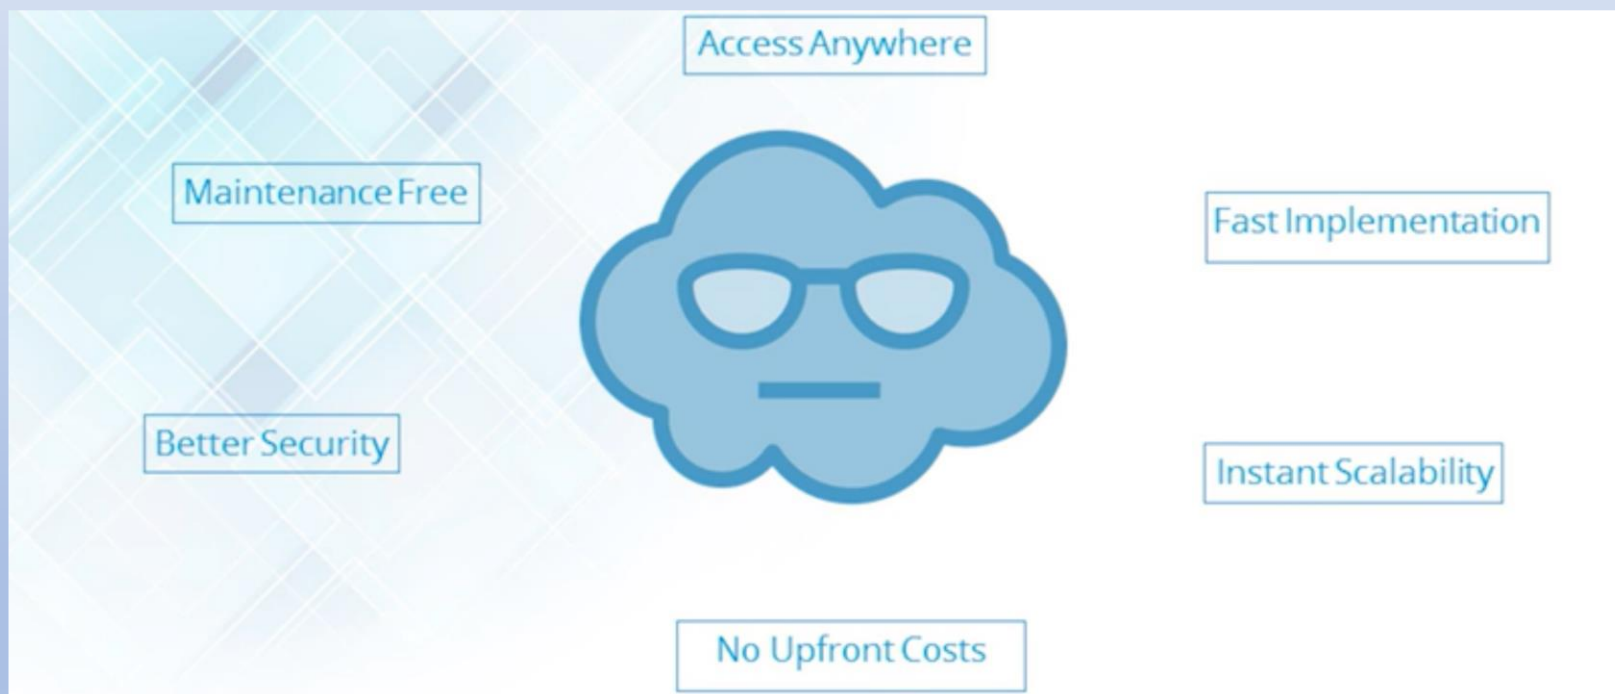 Access Anywhere
Maintenance Free
Fast Implementation
Better Security
Instant Scalability
No Upfront Costs